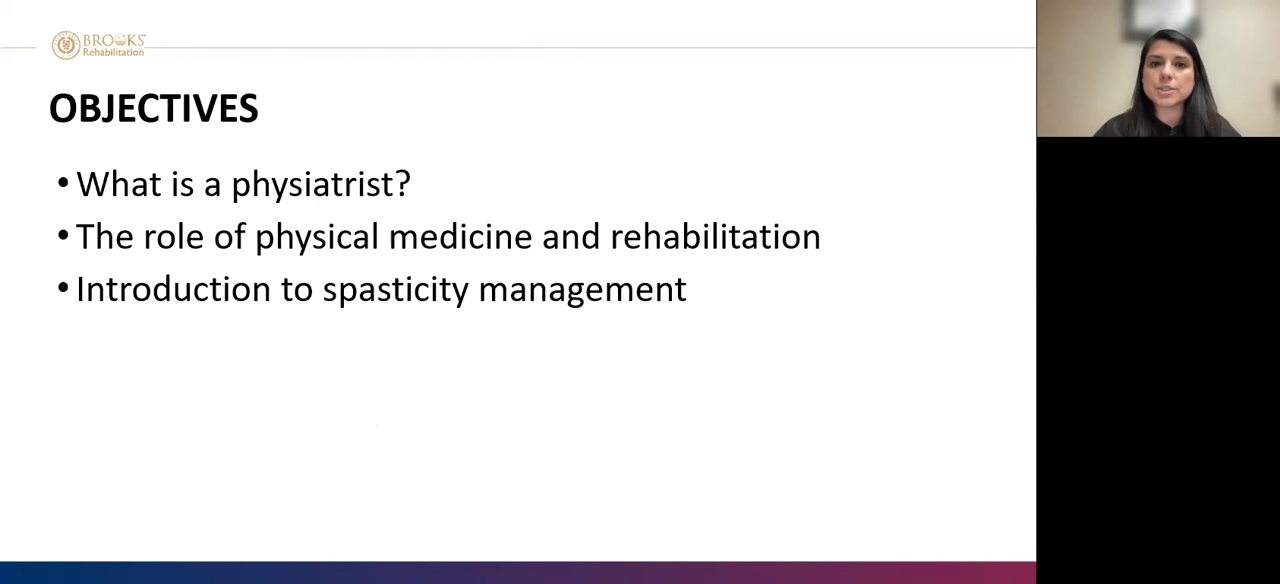 BROOKS
Rehabilitation
OBJECTIVES
• What is a physiatrist?
• The role of physical medicine and rehabilitation
• Introduction to spasticity management